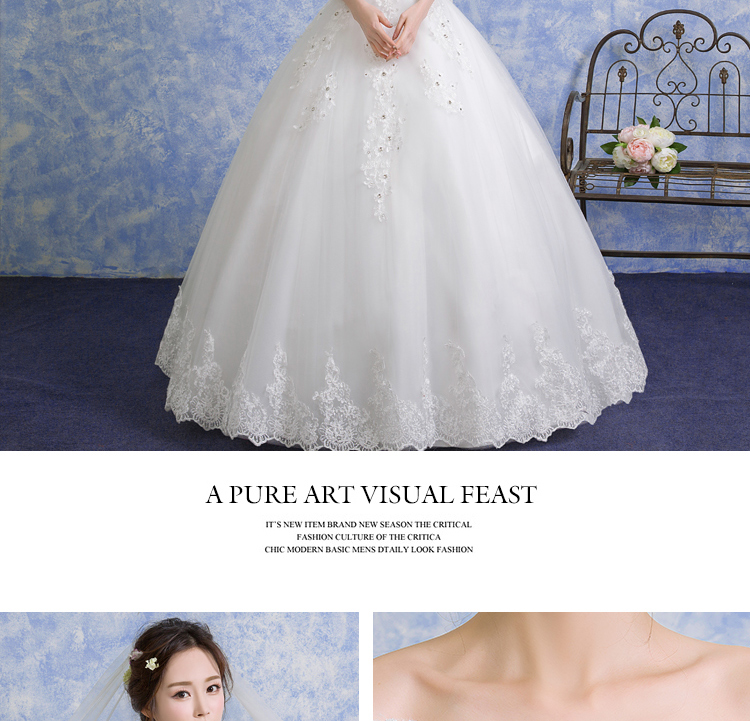 A PURE ART VISUAL FEAST
IT`S NEW ITEM BRAND NEW SEASON THE CRITICAL
FASHION CULTURE OF THE CRITICA
CHIC MODERN BASIC MENS DTAILY LOOK FASHION